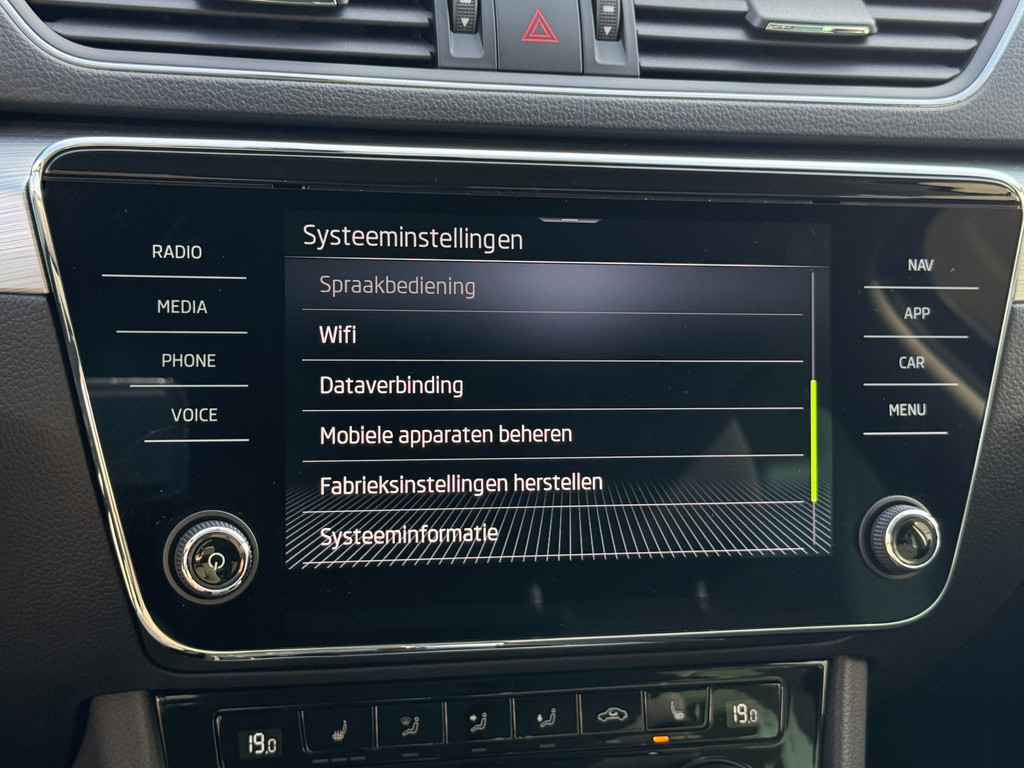 Systeeminstellingen
RADIO
MEDIA
PHONE
VOICE
Spraakbediening
Wifi
Dataverbinding
Mobiele apparaten beheren
Fabrieksinstellingen herstellen
Systeeminformatie
NAV
APP
CAR
MENU
19.0
19.0